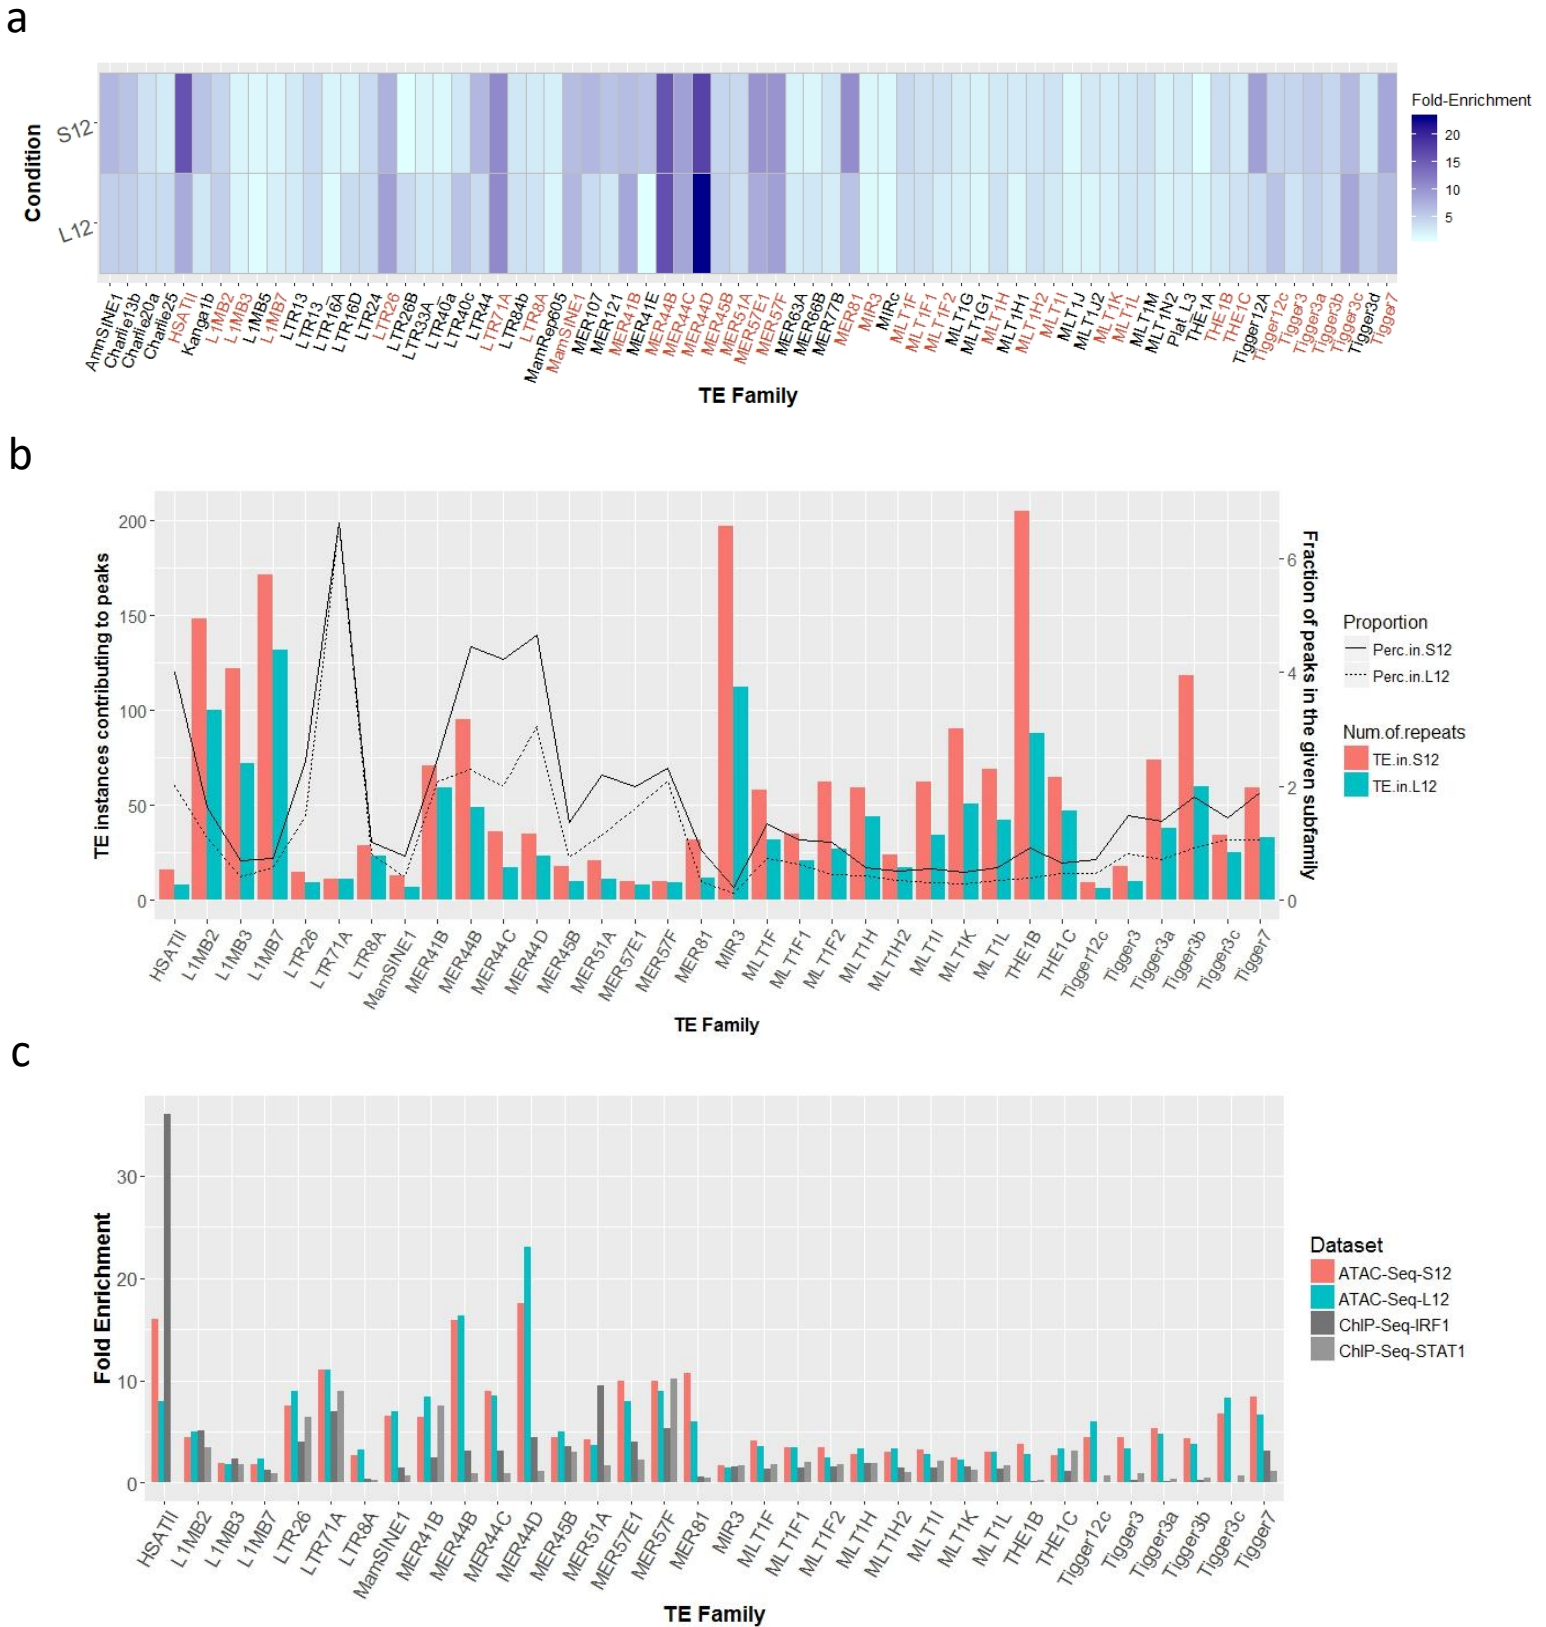 a
Condition
S12
L12
Fold-Enrichment
20
15
10
5
AmnSINE1
Charlie13b
Charlie20a
Charlie25
HSATII
Kanga1b
L1MB2
L1MB3
L1MB5
L1MB7
LTR13
LTR13_
LTR16A
LTR16D
LTR24
LTR26
LTR26B
LTR33A_
LTR40a
LTR40c
LTR44
LTR71A
LTR84b
LTR8A
MamRep605
MamSINE1
MER107
MER121
MER41B
MER41E
MER44B
MER44C
MER44D
MER45B
MER51A
MER57E1
MER57F
MER63A
MER66B
MER77B
MER81
MIR3
MIRc
MLT1F
MLT1F1
MLT1F2
MLT1G
MLT1G1
MLT1H
MLT1H1
MLT1H2
MLT1I
MLT1J
MLT1J2
MLT1K
MLT1L
MLT1M
MLT1N2
Plat_L3
THE1A
THE1B
THE1C
Tigger12A
Tigger12c
Tigger3
Tigger3a
Tigger3b
Tigger3c
Tigger3d
Tigger7
TE Family
b
TE instances contributing to peaks
200
150
100
50
0
Fraction of peaks in the given subfamily
6
4
2
0
Proportion
Perc.in.S12
Perc.in.L12
Num.of.repeats
TE.in.S12
TE.in.L12
HSATII
L1MB2
L1MB3
L1MB7
LTR26
LTR71A
LTR8A
MamSINE1
MER41B
MER44B
MER44C
MER44D
MER45B
MER51A
MER57E1
MER57F
MER81
MIR3
MLT1F
MLT1F1
MLT1F2
MLT1H
MLT1H2
MLT1I
MLT1K
MLT1L
THE1B
THE1C
Tigger12c
Tigger3
Tigger3a
Tigger3b
Tigger3c
Tigger7
TE Family
c
Fold Enrichment
30
20
10
0
Dataset
ATAC-Seq-S12
ATAC-Seq-L12
ChIP-Seq-IRF1
ChIP-Seq-STAT1
HSATII
L1MB2
L1MB3
L1MB7
LTR26
LTR71A
LTR8A
MamSINE1
MER41B
MER44B
MER44C
MER44D
MER45B
MER51A
MER57E1
MER57F
MER81
MIR3
MLT1F
MLT1F1
MLT1F2
MLT1H
MLT1H2
MLT1I
MLT1K
MLT1L
THE1B
THE1C
Tigger12c
Tigger3
Tigger3a
Tigger3b
Tigger3c
Tigger7
TE Family